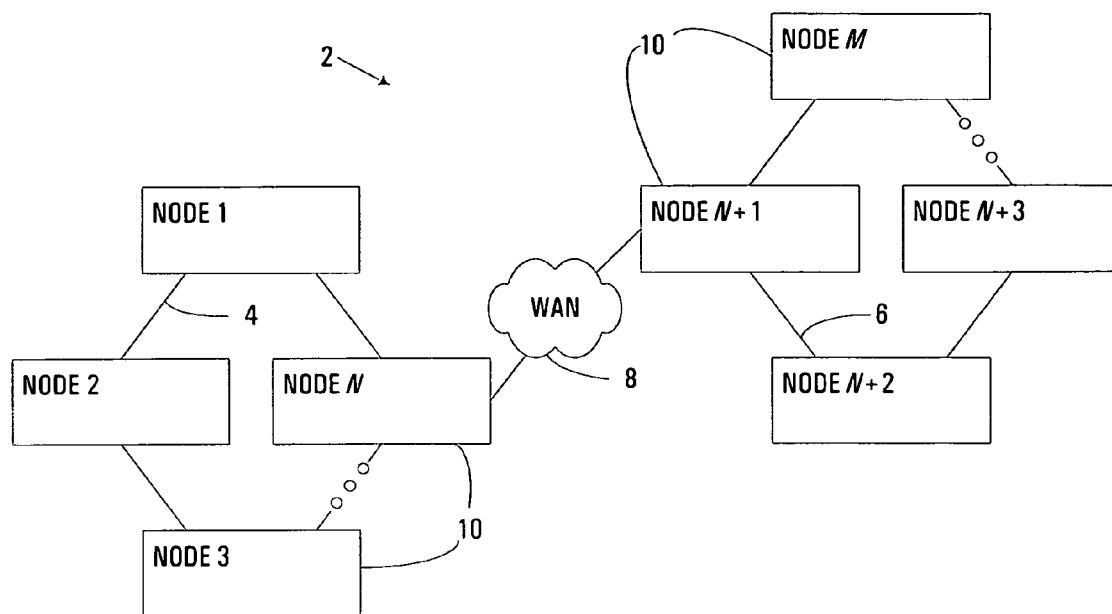 10
NODE M
2
NODE 1
NODE N+1
NODE N+3
WAN
4
6
NODE 2
NODE N
8
NODE N+2
10
NODE 3